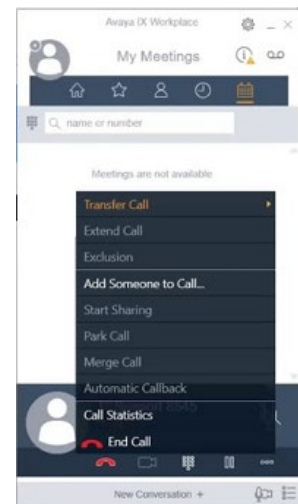 Avaya IX Workplace
My Meetings
name or number
Meetings are not available
Transfer Call
Extend Call
Exclusion
Add Someone to Call...
Start Sharing
Park Call
Merge Call
Automatic Callback
Call Statistics
End Call
New Conversation +